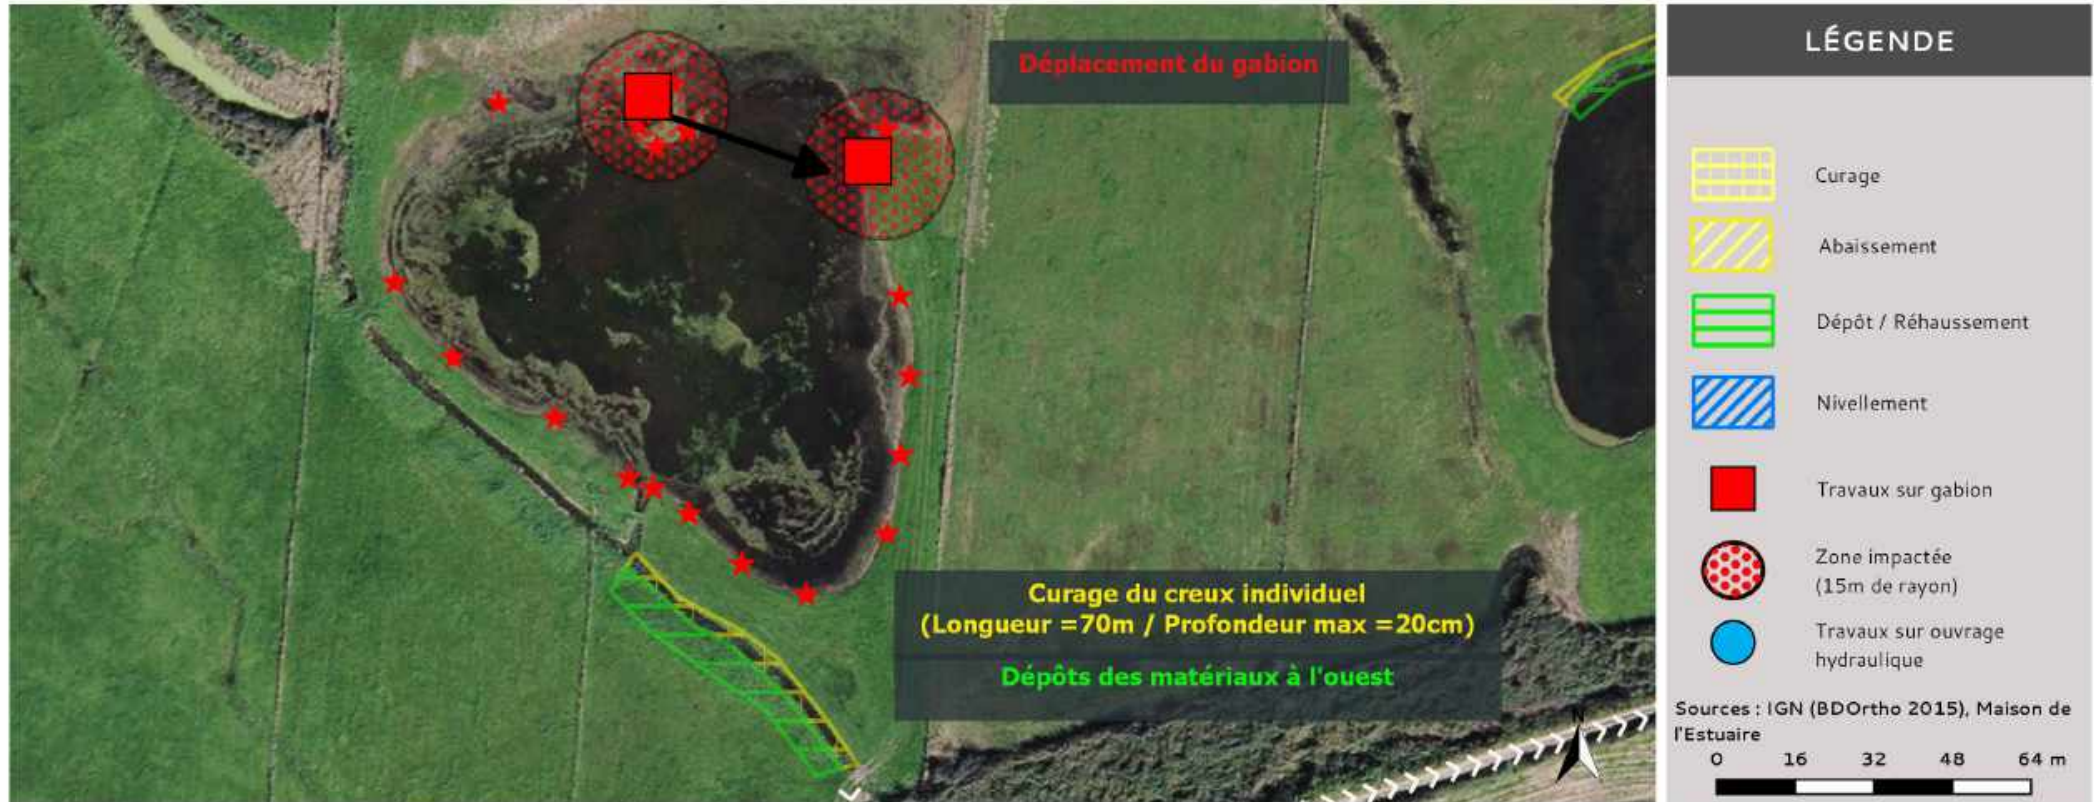 Déplacement du gabion
Curage du creux individuel
(Longueur =70m / Profondeur max =20cm)
Dépôts des matériaux à l'ouest
N
LÉGENDE
Curage
Abaissement
Dépôt / Réhaussement
Nivellement
Travaux sur gabion
Zone impactée
(15m de rayon)
Travaux sur ouvrage
hydraulique
Sources : IGN (BDOrtho 2015), Maison de
l'Estuaire
0 16 32 48 64 m